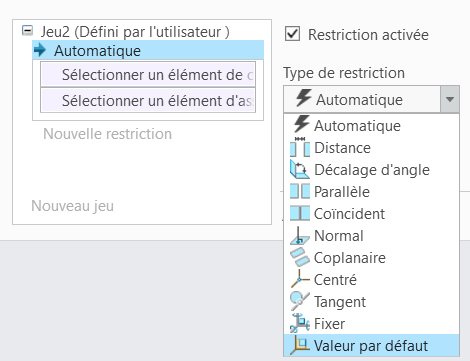 Jeu2 (Défini par l'utilisateur )
Automatique
Sélectionner un élément de c
Sélectionner un élément d'as
Nouvelle restriction
Nouveau jeu
Restriction activée
Type de restriction
Automatique
Automatique
Distance
Décalage d'angle
Parallèle
Coïncident
Normal
Coplanaire
Centré
Tangent
Fixer
Valeur par défaut